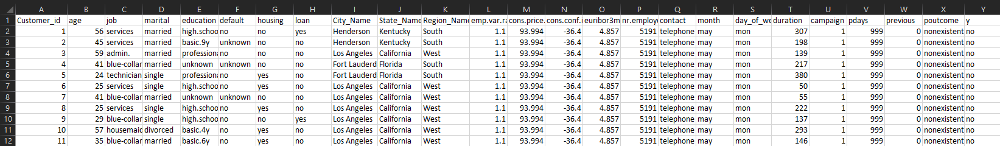 A B C D E F G H I J K L M N O P Q R S T U V W X Y
1 Customer_id age job marital education default housing loan City_Name State_Name Region_Name emp.var.ra cons.price. cons.conf.i euribor3m nr.employe contact month day_of_we duration campaign pdays previous poutcome y
2 1 56 services married high.schoo no no yes Henderson Kentucky South 1.1 93.994 -36.4 4.857 5191 telephone may mon 307 1 999 0 nonexistent no
3 2 45 services married basic.9y unknown no no Henderson Kentucky South 1.1 93.994 -36.4 4.857 5191 telephone may mon 198 1 999 0 nonexistent no
4 3 59 admin. married profession no no no Los Angeles California West 1.1 93.994 -36.4 4.857 5191 telephone may mon 139 1 999 0 nonexistent no
5 4 41 blue-collar married unknown unknown no no Fort Lauderd Florida South 1.1 93.994 -36.4 4.857 5191 telephone may mon 217 1 999 0 nonexistent no
6 5 24 technician single profession no yes no Fort Lauderd Florida South 1.1 93.994 -36.4 4.857 5191 telephone may mon 380 1 999 0 nonexistent no
7 6 25 services single high.schoo no yes no Los Angeles California West 1.1 93.994 -36.4 4.857 5191 telephone may mon 50 1 999 0 nonexistent no
8 7 41 blue-collar married unknown unknown no no Los Angeles California West 1.1 93.994 -36.4 4.857 5191 telephone may mon 55 1 999 0 nonexistent no
9 8 25 services single high.schoo no yes no Los Angeles California West 1.1 93.994 -36.4 4.857 5191 telephone may mon 222 1 999 0 nonexistent no
10 9 29 blue-collar single high.schoo no no yes Los Angeles California West 1.1 93.994 -36.4 4.857 5191 telephone may mon 137 1 999 0 nonexistent no
11 10 57 housemaid divorced basic.4y no yes no Los Angeles California West 1.1 93.994 -36.4 4.857 5191 telephone may mon 293 1 999 0 nonexistent no
12 11 35 blue-collar married basic.6y no yes no Los Angeles California West 1.1 93.994 -36.4 4.857 5191 telephone may mon 146 1 999 0 nonexistent no